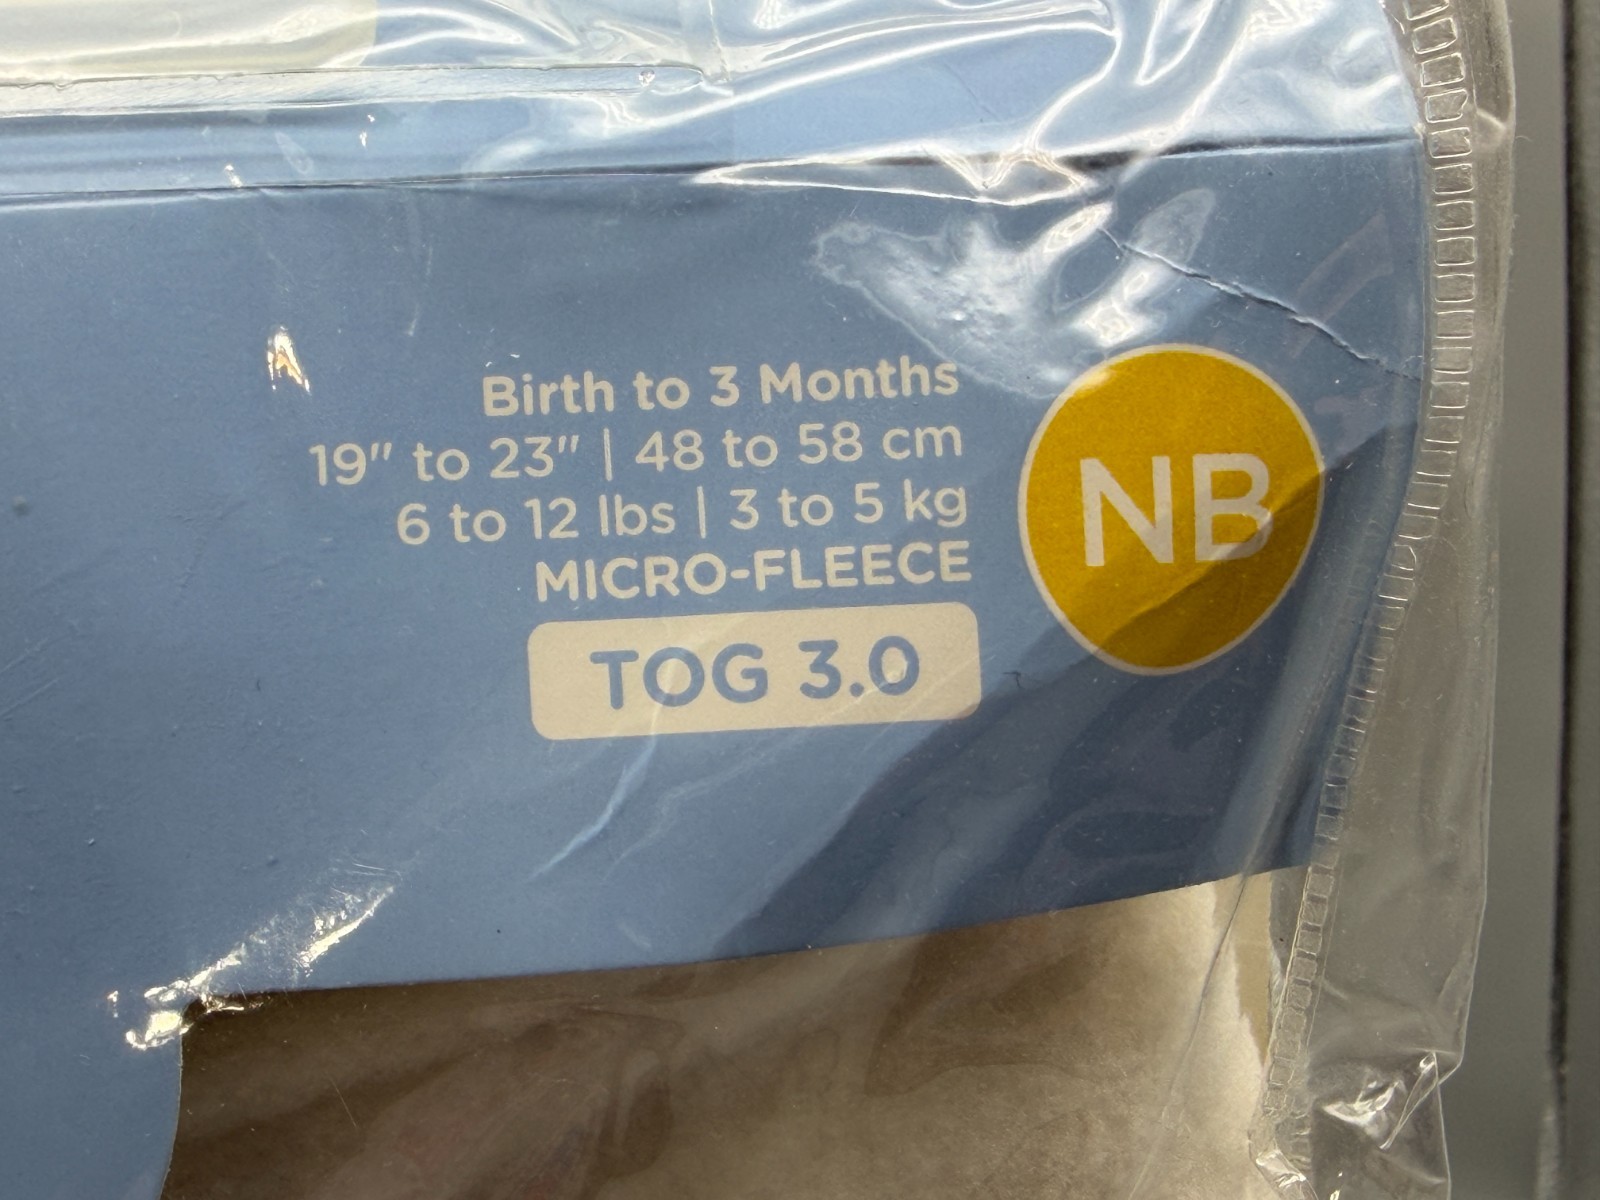 Birth to 3 Months
19" to 23" | 48 to 58 cm
6 to 12 lbs | 3 to 5 kg
MICRO-FLEECE
TOG 3.0
NB